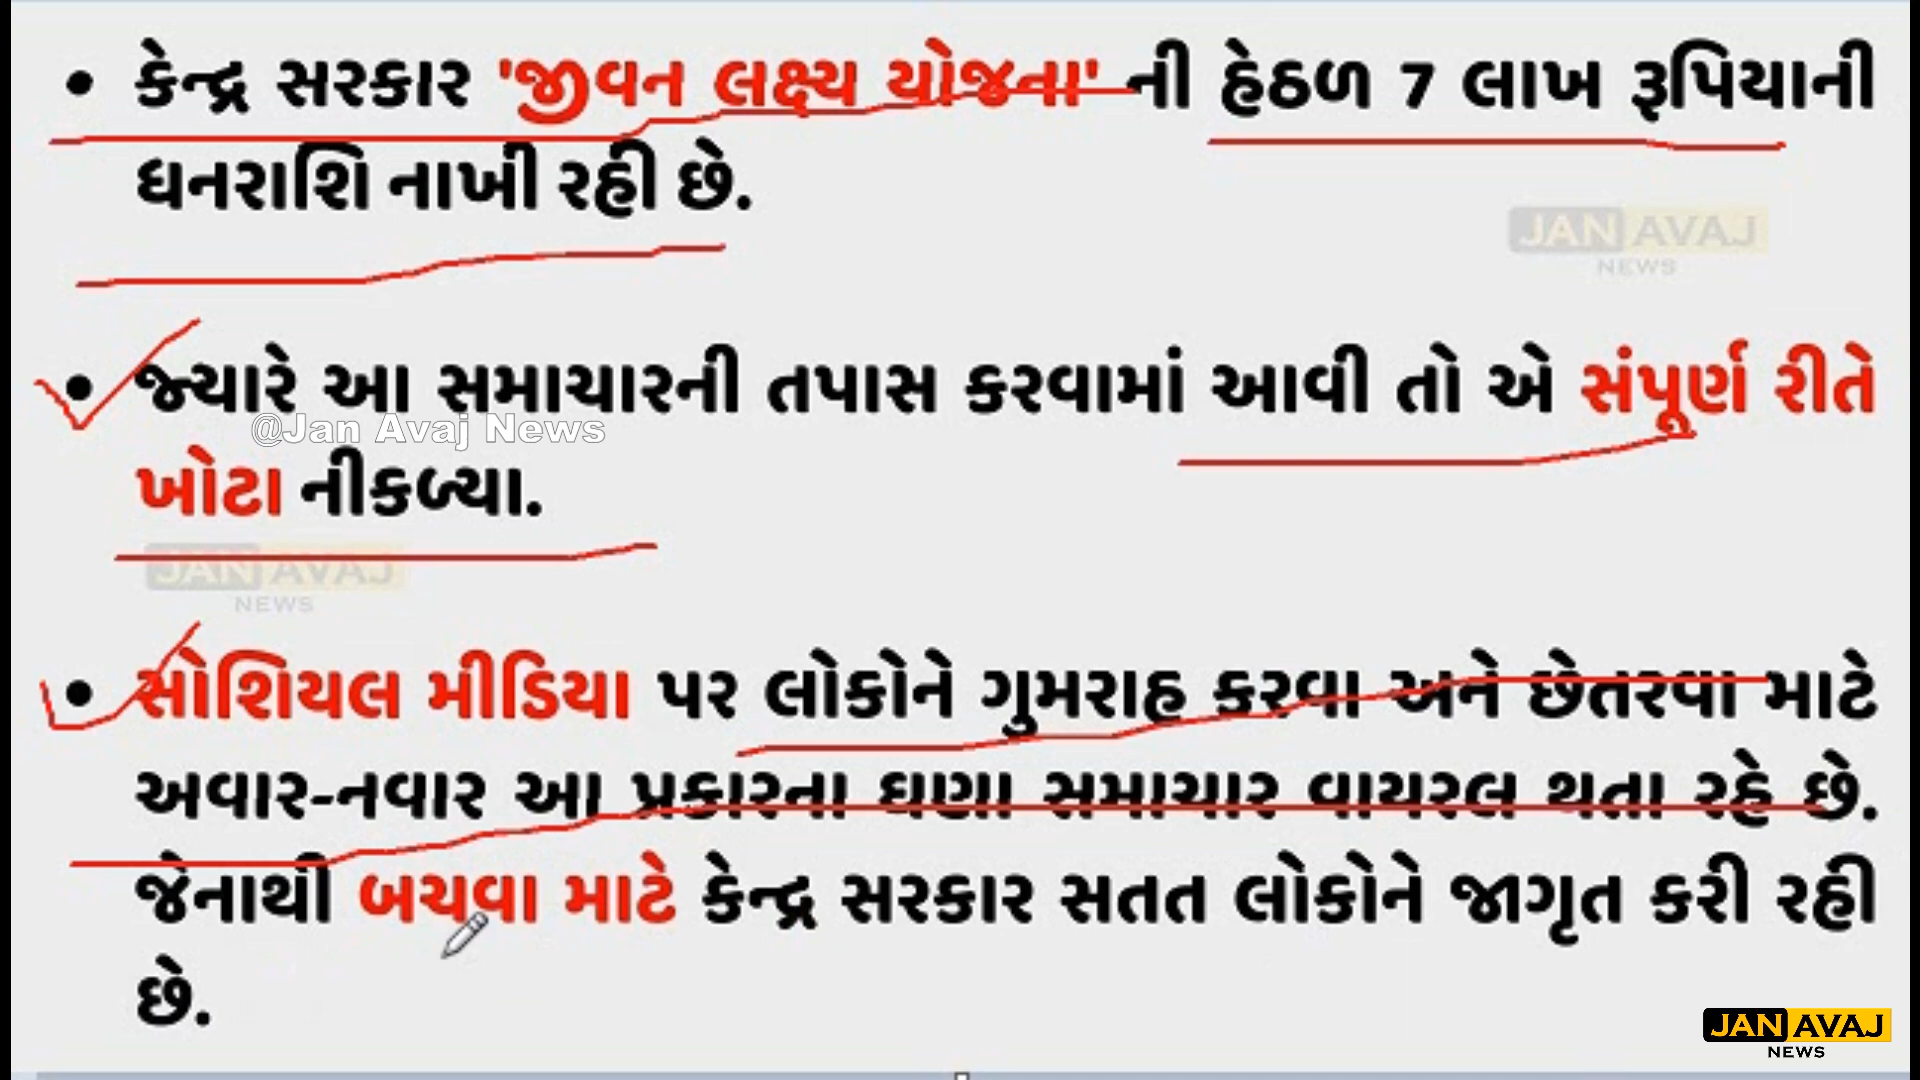 • કેન્દ્ર સરકાર 'જીવન લક્ષ્ય યોજના' ની હેઠળ 7 લાખ રૂપિયાની
ધનરાશિ નાખી રહી છે.
JAN AVAJ
NEWS
• જ્યારે આ સમાચારની તપાસ કરવામાં આવી તો એ સંપૂર્ણ રીતે
@Jan Avaj News
ખોટા નીકળ્યા.
JAN AVAJ
NEWS
• સોશિયલ મીડિયા પર લોકોને ગુમરાહ કરવા અને છેતરવા માટે
અવાર-નવાર આ પ્રકારના ઘણા સમાચાર વાયરલ થતા રહે છે.
જેનાથી બચવા માટે કેન્દ્ર સરકાર સતત લોકોને જાગૃત કરી રહી
છે.
JAN AVAJ
NEWS